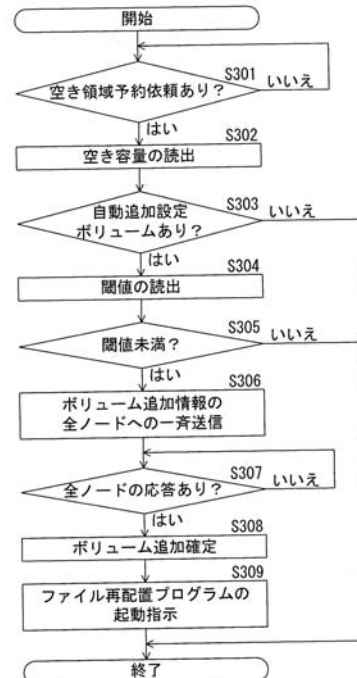 開始
S301
空き領域予約依頼あり？
いいえ
はい
S302
空き容量の読出
S303
自動追加設定
ボリュームあり？
いいえ
はい
S304
閾値の読出
S305
閾値未満？
いいえ
はい
S306
ボリューム追加情報の
全ノードへの一斉送信
S307
全ノードの応答あり？
いいえ
はい
S308
ボリューム追加確定
S309
ファイル再配置プログラムの
起動指示
終了